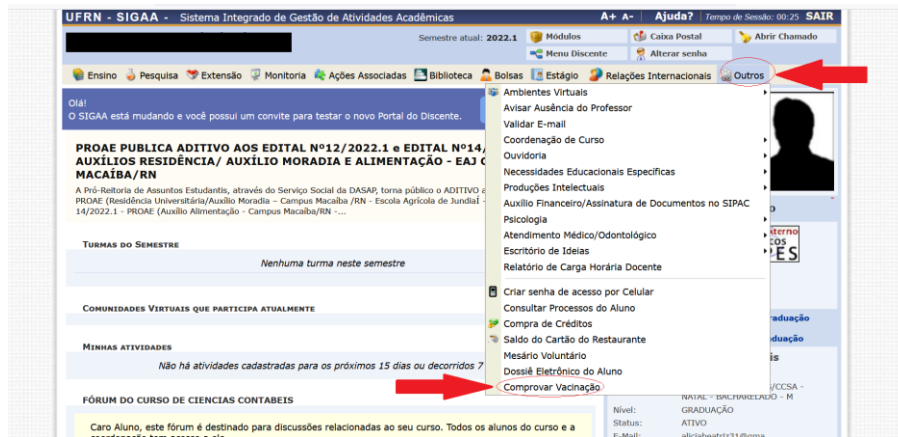 UFRN - SIGAA - Sistema Integrado de Gestão de Atividades Acadêmicas
A+ A- Ajuda? Tempo de Sessão: 00:25 SAIR
Semestre atual: 2022.1
Módulos
Caixa Postal
Abrir Chamado
Menu Discente
Alterar senha
Ensino Pesquisa Extensão Monitoria Ações Associadas Biblioteca Bolsas Estágio Relações Internacionais Outros
Olá!
O SIGAA está mudando e você possui um convite para testar o novo Portal do Discente.
PROAE PUBLICA ADITIVO AOS EDITAL Nº12/2022.1 e EDITAL Nº14/
AUXÍLIOS RESIDÊNCIA/ AUXÍLIO MORADIA E ALIMENTAÇÃO - EAJ
MACAÍBA/RN
A Pró-Reitoria de Assuntos Estudantis, através do Serviço Social da DASAP, torna público o ADITIVO
PROAE (Residência Universitária/Auxílio Moradia – Campus Macaíba /RN - Escola Agrícola de Jundiaí -
14/2022.1 - PROAE (Auxílio Alimentação - Campus Macaíba/RN -...
TURMAS DO SEMESTRE
Nenhuma turma neste semestre
COMUNIDADES VIRTUAIS QUE PARTICIPA ATUALMENTE
MINHAS ATIVIDADES
Não há atividades cadastradas para os próximos 15 dias ou decorridos 7
FÓRUM DO CURSO DE CIENCIAS CONTABEIS
Caro Aluno, este fórum é destinado para discussões relacionadas ao seu curso. Todos os alunos do curso e a
Ambientes Virtuais
Avisar Ausência do Professor
Validar E-mail
Coordenação de Curso
Ouvidoria
Necessidades Educacionais Específicas
Produções Intelectuais
Auxílio Financeiro/Assinatura de Documentos no SIPAC
Psicologia
Atendimento Médico/Odontológico
Escritório de Ideias
Relatório de Carga Horária Docente
Criar senha de acesso por Celular
Consultar Processos do Aluno
Compra de Créditos
Saldo do Cartão do Restaurante
Mesário Voluntário
Dossiê Eletrônico do Aluno
Comprovar Vacinação
/CCSA -
NATAL - BACHARELADO - M
Nível: GRADUAÇÃO
Status: ATIVO